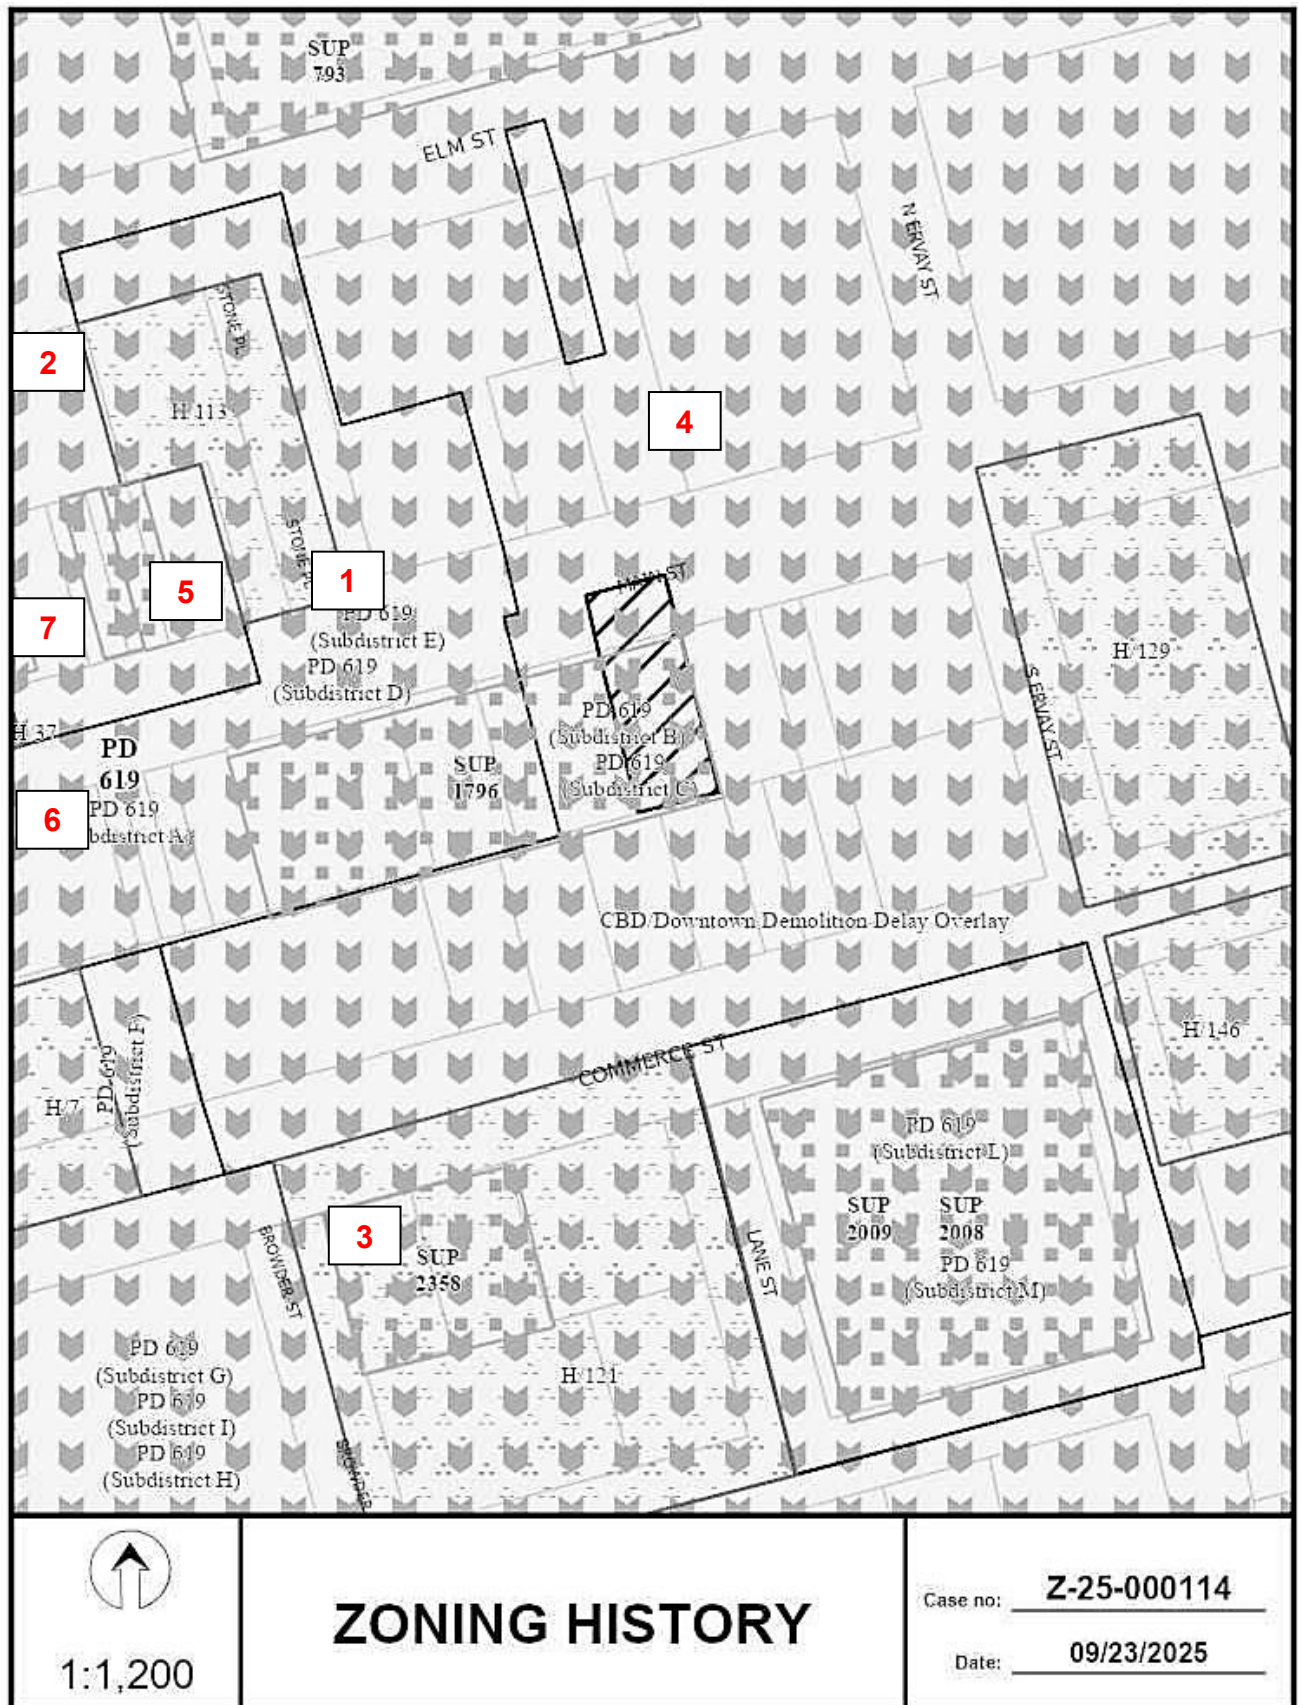 SUP
793
ELM ST
N ERVAY ST
STONE PL
2
H/113
4
STONE PL
1
5
MAIN ST
7
PD 619
(Subdistrict E)
PD 619
(Subdistrict D)
H/129
S ERVAY ST
H/37
PD
619
PD 619
(Subdistrict B)
PD 619
(Subdistrict C)
SUP
1796
6
PD 619
bdistrict A)
CBD/Downtown Demolition Delay Overlay
COMMERCE ST
H/146
PD 619
(Subdistrict F)
H/7
PD 619
(Subdistrict L)
SUP
2009
SUP
2008
PD 619
(Subdistrict M)
3
SUP
2358
BROWDER ST
LANE ST
PD 619
(Subdistrict G)
PD 619
(Subdistrict I)
PD 619
(Subdistrict H)
H/121
BROWDER
1:1,200
ZONING HISTORY
Case no: Z-25-000114
Date: 09/23/2025